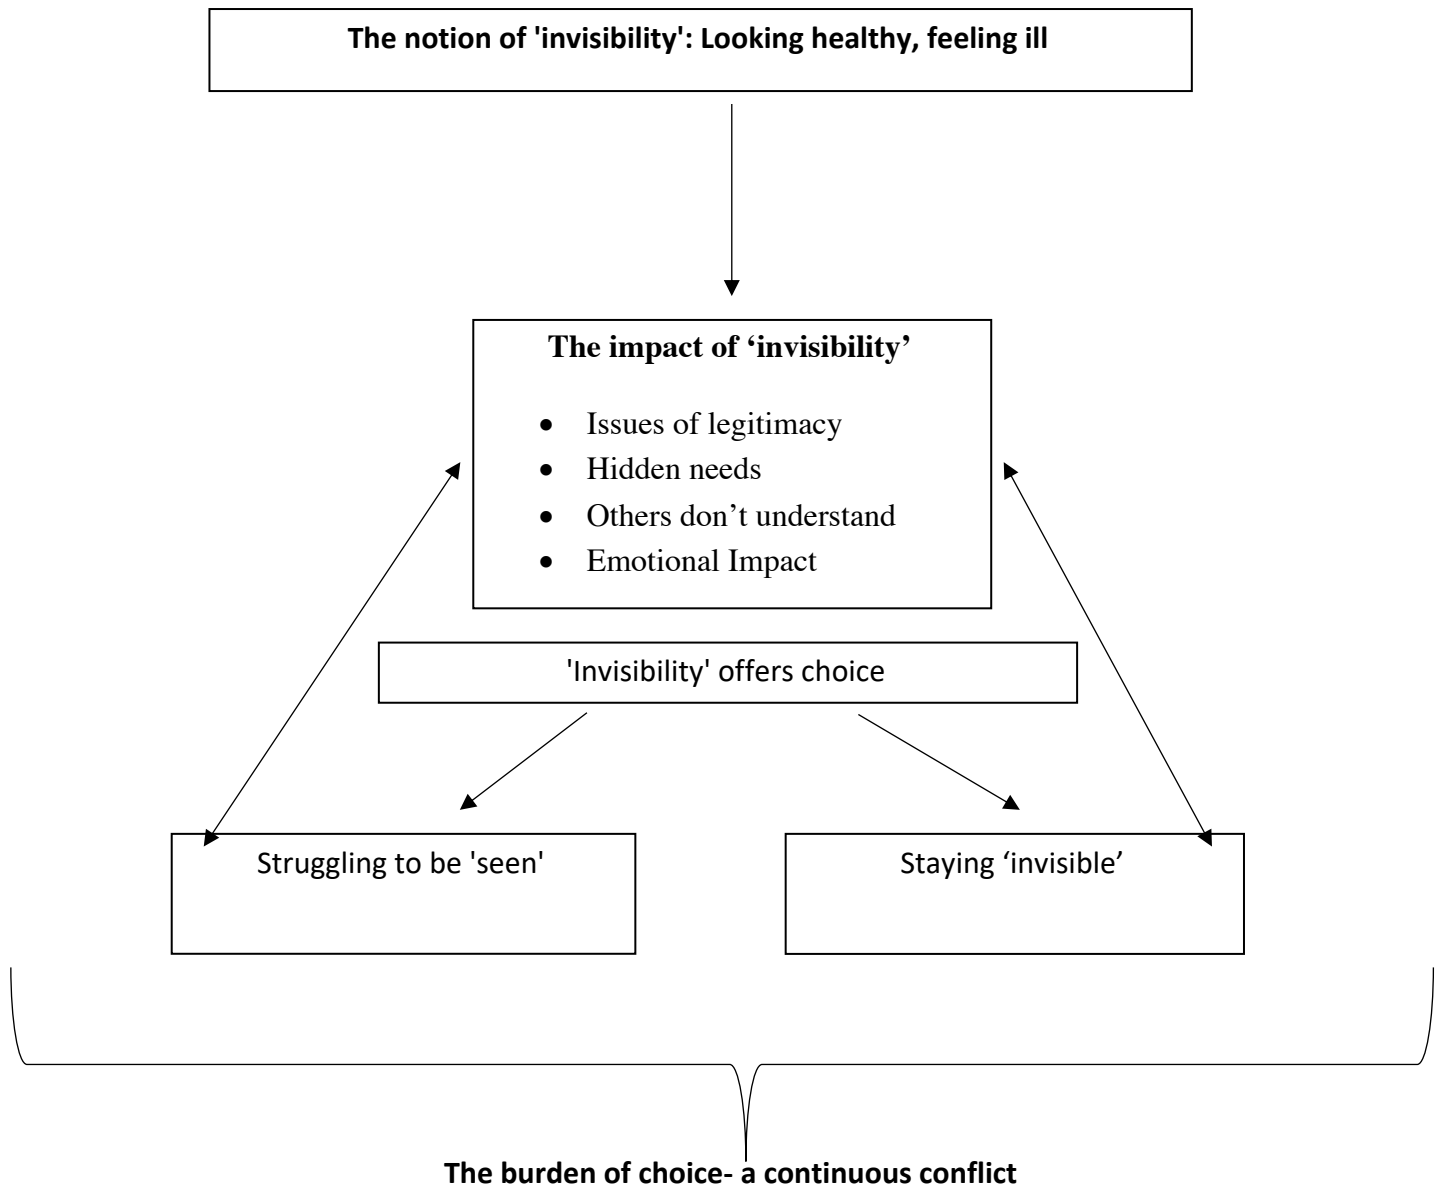 The notion of 'invisibility': Looking healthy, feeling ill
The impact of ‘invisibility’
• Issues of legitimacy
• Hidden needs
• Others don’t understand
• Emotional Impact
'Invisibility' offers choice
Struggling to be 'seen'
Staying ‘invisible’
The burden of choice- a continuous conflict